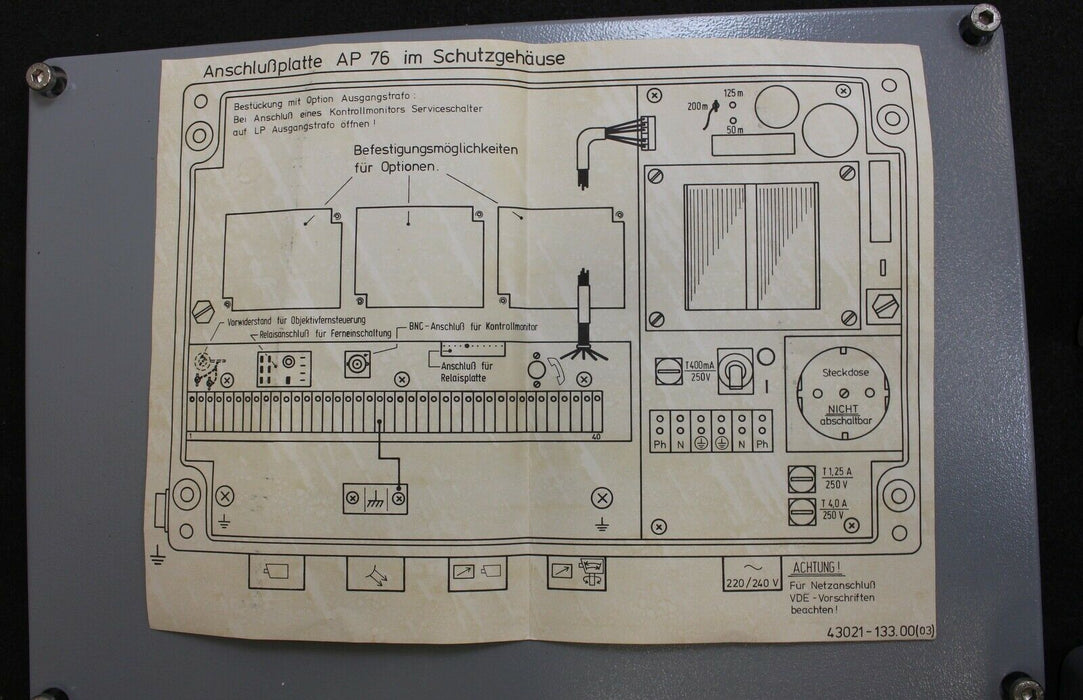 Anschlußplatte AP 76 im Schutzgehäuse
Bestückung mit Option Ausgangstrafo :
Bei Anschluß eines Kontrollmonitors Serviceschalter
auf LP Ausgangstrafo öffnen !
125 m
200 m
50 m
Befestigungsmöglichkeiten
für Optionen.
Vorwiderstand für Objektivfernsteuerung
Relaisanschluß für Ferneinschaltung
BNC-Anschluß für Kontrollmonitor
Anschluß für
Relaisplatte
T400mA
250V
Steckdose
NICHT
abschaltbar
1
40
Ph
N
N
Ph
T 1,25 A
250 V
T 4,0 A
250 V
220/240 V
ACHTUNG !
Für Netzanschluß
VDE - Vorschriften
beachten !
43021-133.00(03)